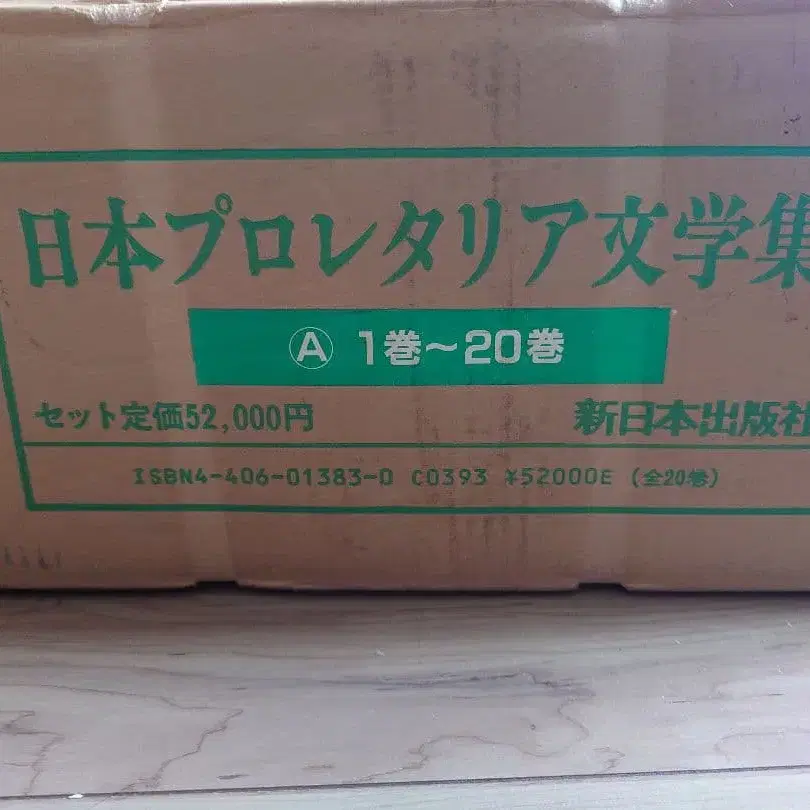 日本プロレタリア文学集
Ⓐ 1巻～20巻
セット定価52,000円 新日本出版社
ISBN4-406-01383-0 C0393 ¥52000E (全20巻)